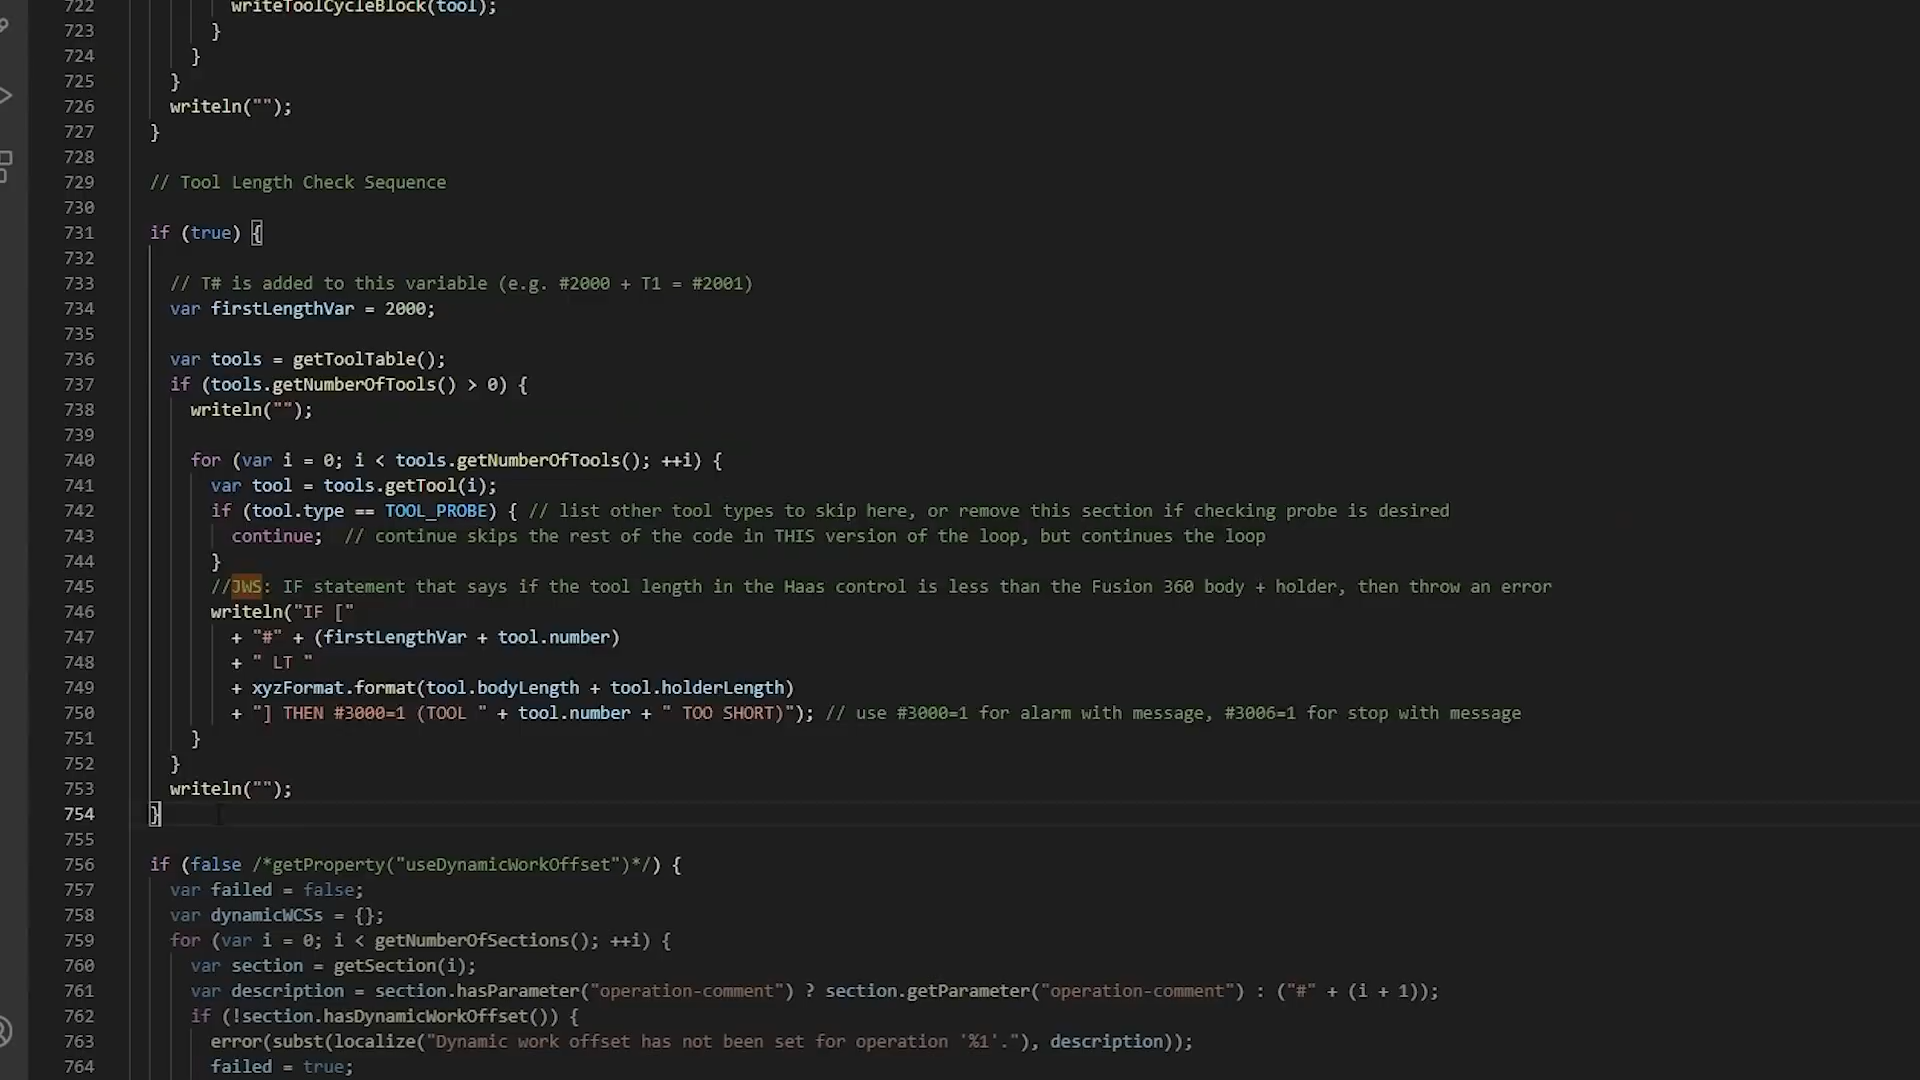 722 writeToolCycleBlock(tool);
723 }
724 }
725 }
726 writeln("");
727 }
728
729 // Tool Length Check Sequence
730
731 if (true) {
732
733 // T# is added to this variable (e.g. #2000 + T1 = #2001)
734 var firstLengthVar = 2000;
735
736 var tools = getToolTable();
737 if (tools.getNumberOfTools() > 0) {
738 writeln("");
739
740 for (var i = 0; i < tools.getNumberOfTools(); ++i) {
741 var tool = tools.getTool(i);
742 if (tool.type == TOOL_PROBE) { // list other tool types to skip here, or remove this section if checking probe is desired
743 continue; // continue skips the rest of the code in THIS version of the loop, but continues the loop
744 }
745 //JWS: IF statement that says if the tool length in the Haas control is less than the Fusion 360 body + holder, then throw an error
746 writeln("IF ["
747 + "#" + (firstLengthVar + tool.number)
748 + " LT "
749 + xyzFormat.format(tool.bodyLength + tool.holderLength)
750 + "] THEN #3000=1 (TOOL " + tool.number + " TOO SHORT)"); // use #3000=1 for alarm with message, #3006=1 for stop with message
751 }
752 }
753 writeln("");
754 }
755
756 if (false /*getProperty("useDynamicWorkOffset")*/) {
757 var failed = false;
758 var dynamicWCSs = {};
759 for (var i = 0; i < getNumberOfSections(); ++i) {
760 var section = getSection(i);
761 var description = section.hasParameter("operation-comment") ? section.getParameter("operation-comment") : ("#" + (i + 1));
762 if (!section.hasDynamicWorkOffset()) {
763 error(subst(localize("Dynamic work offset has not been set for operation '%1'."), description));
764 failed = true;